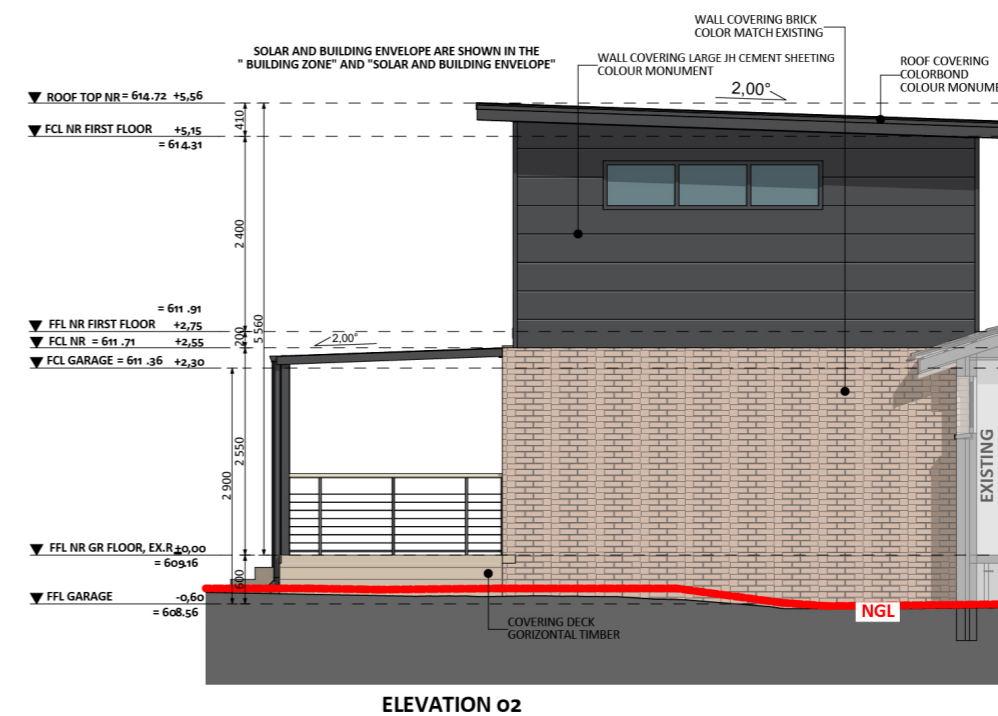 WALL COVERING BRICK
COLOR MATCH EXISTING
SOLAR AND BUILDING ENVELOPE ARE SHOWN IN THE
" BUILDING ZONE" AND "SOLAR AND BUILDING ENVELOPE"
WALL COVERING LARGE JH CEMENT SHEETING
COLOUR MONUMENT
ROOF COVERING
COLORBOND
COLOUR MONUME
2,00°
ROOF TOP NR = 614.72 +5,56
410
FCL NR FIRST FLOOR +5,15
= 614.31
2 400
= 611 .91
FFL NR FIRST FLOOR +2,75
200
5 560
2,00°
FCL NR = 611 .71 +2,55
FCL GARAGE = 611 .36 +2,30
2 550
2 900
EXISTING
FFL NR GR FLOOR, EX.R ±0,00
= 609.16
600
FFL GARAGE -0,60
= 608.56
NGL
COVERING DECK
GORIZONTAL TIMBER
ELEVATION 02